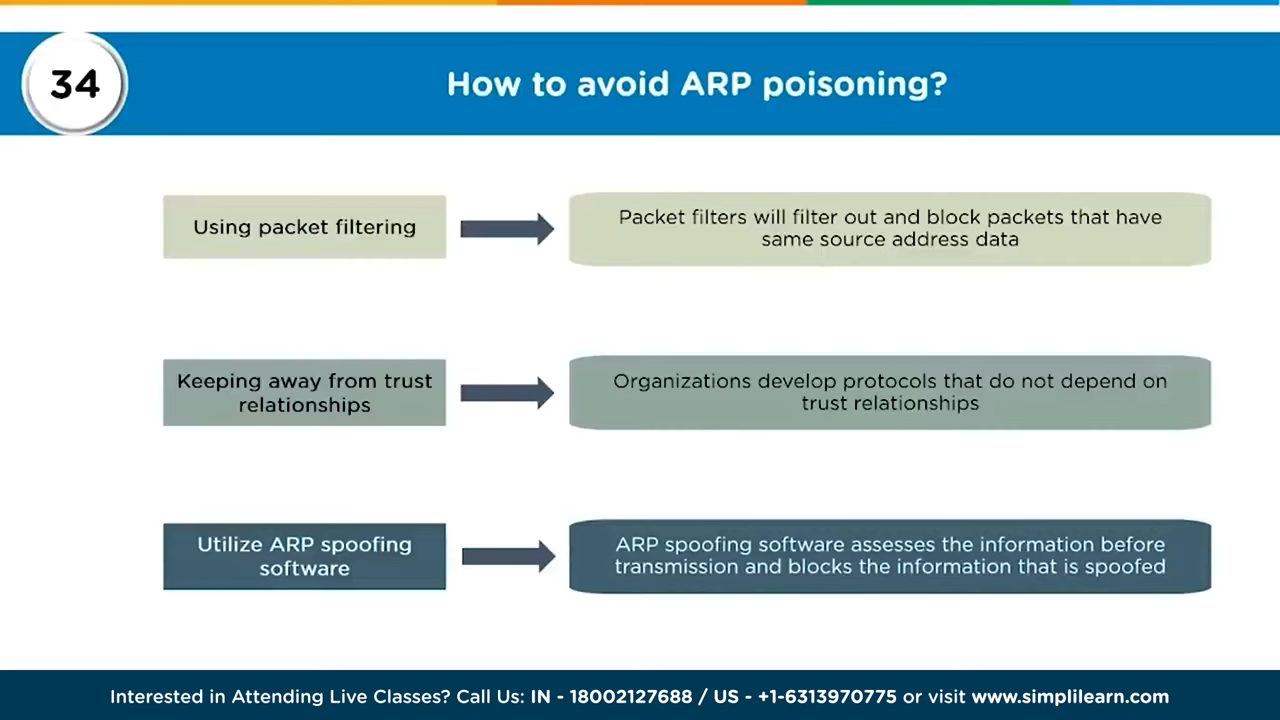 34
How to avoid ARP poisoning?
Using packet filtering
Packet filters will filter out and block packets that have
same source address data
Keeping away from trust
relationships
Organizations develop protocols that do not depend on
trust relationships
Utilize ARP spoofing
software
ARP spoofing software assesses the information before
transmission and blocks the information that is spoofed
Interested in Attending Live Classes? Call Us: IN - 18002127688 / US - +1-6313970775 or visit www.simplilearn.com